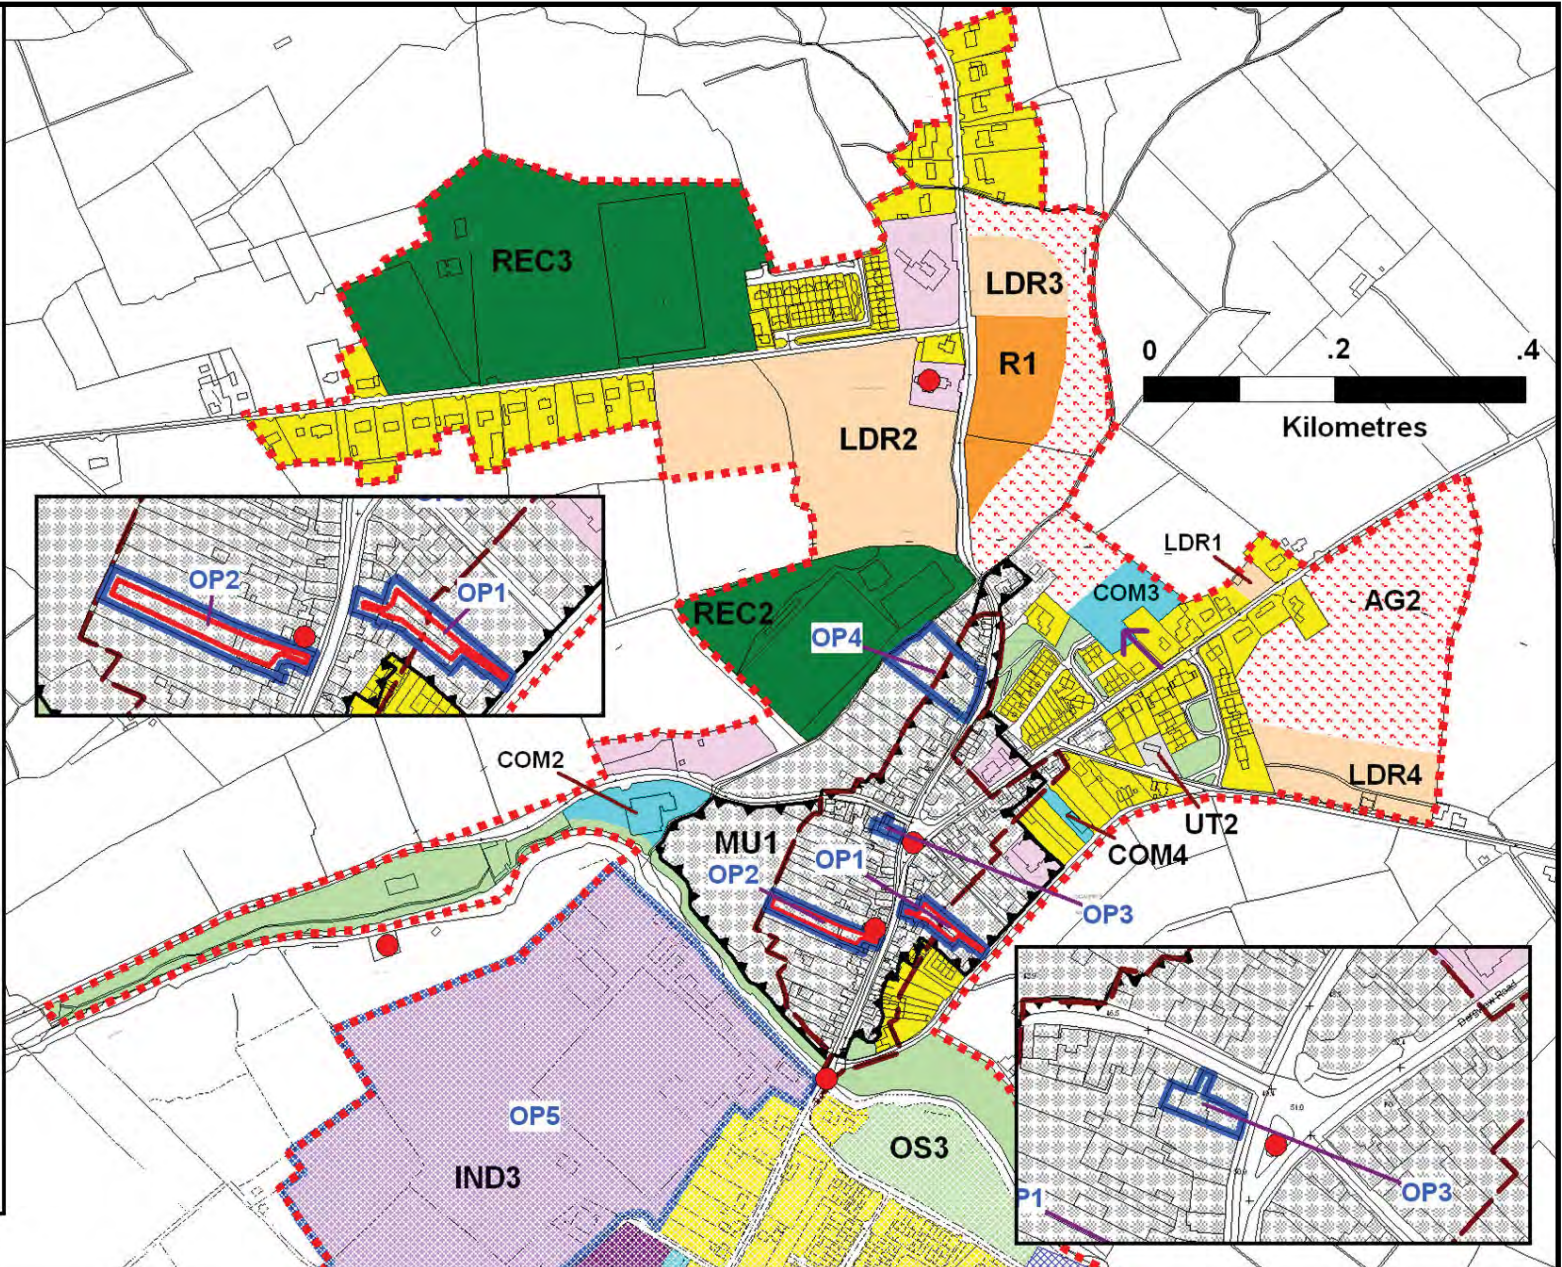 REC3
LDR3
R1
0 .2 .4
Kilometres
LDR2
LDR1
COM3
AG2
REC2
OP4
OP2
OP1
COM2
LDR4
UT2
MU1
OP1
COM4
OP2
OP3
OP5
IND3
OS3
OP3
P1